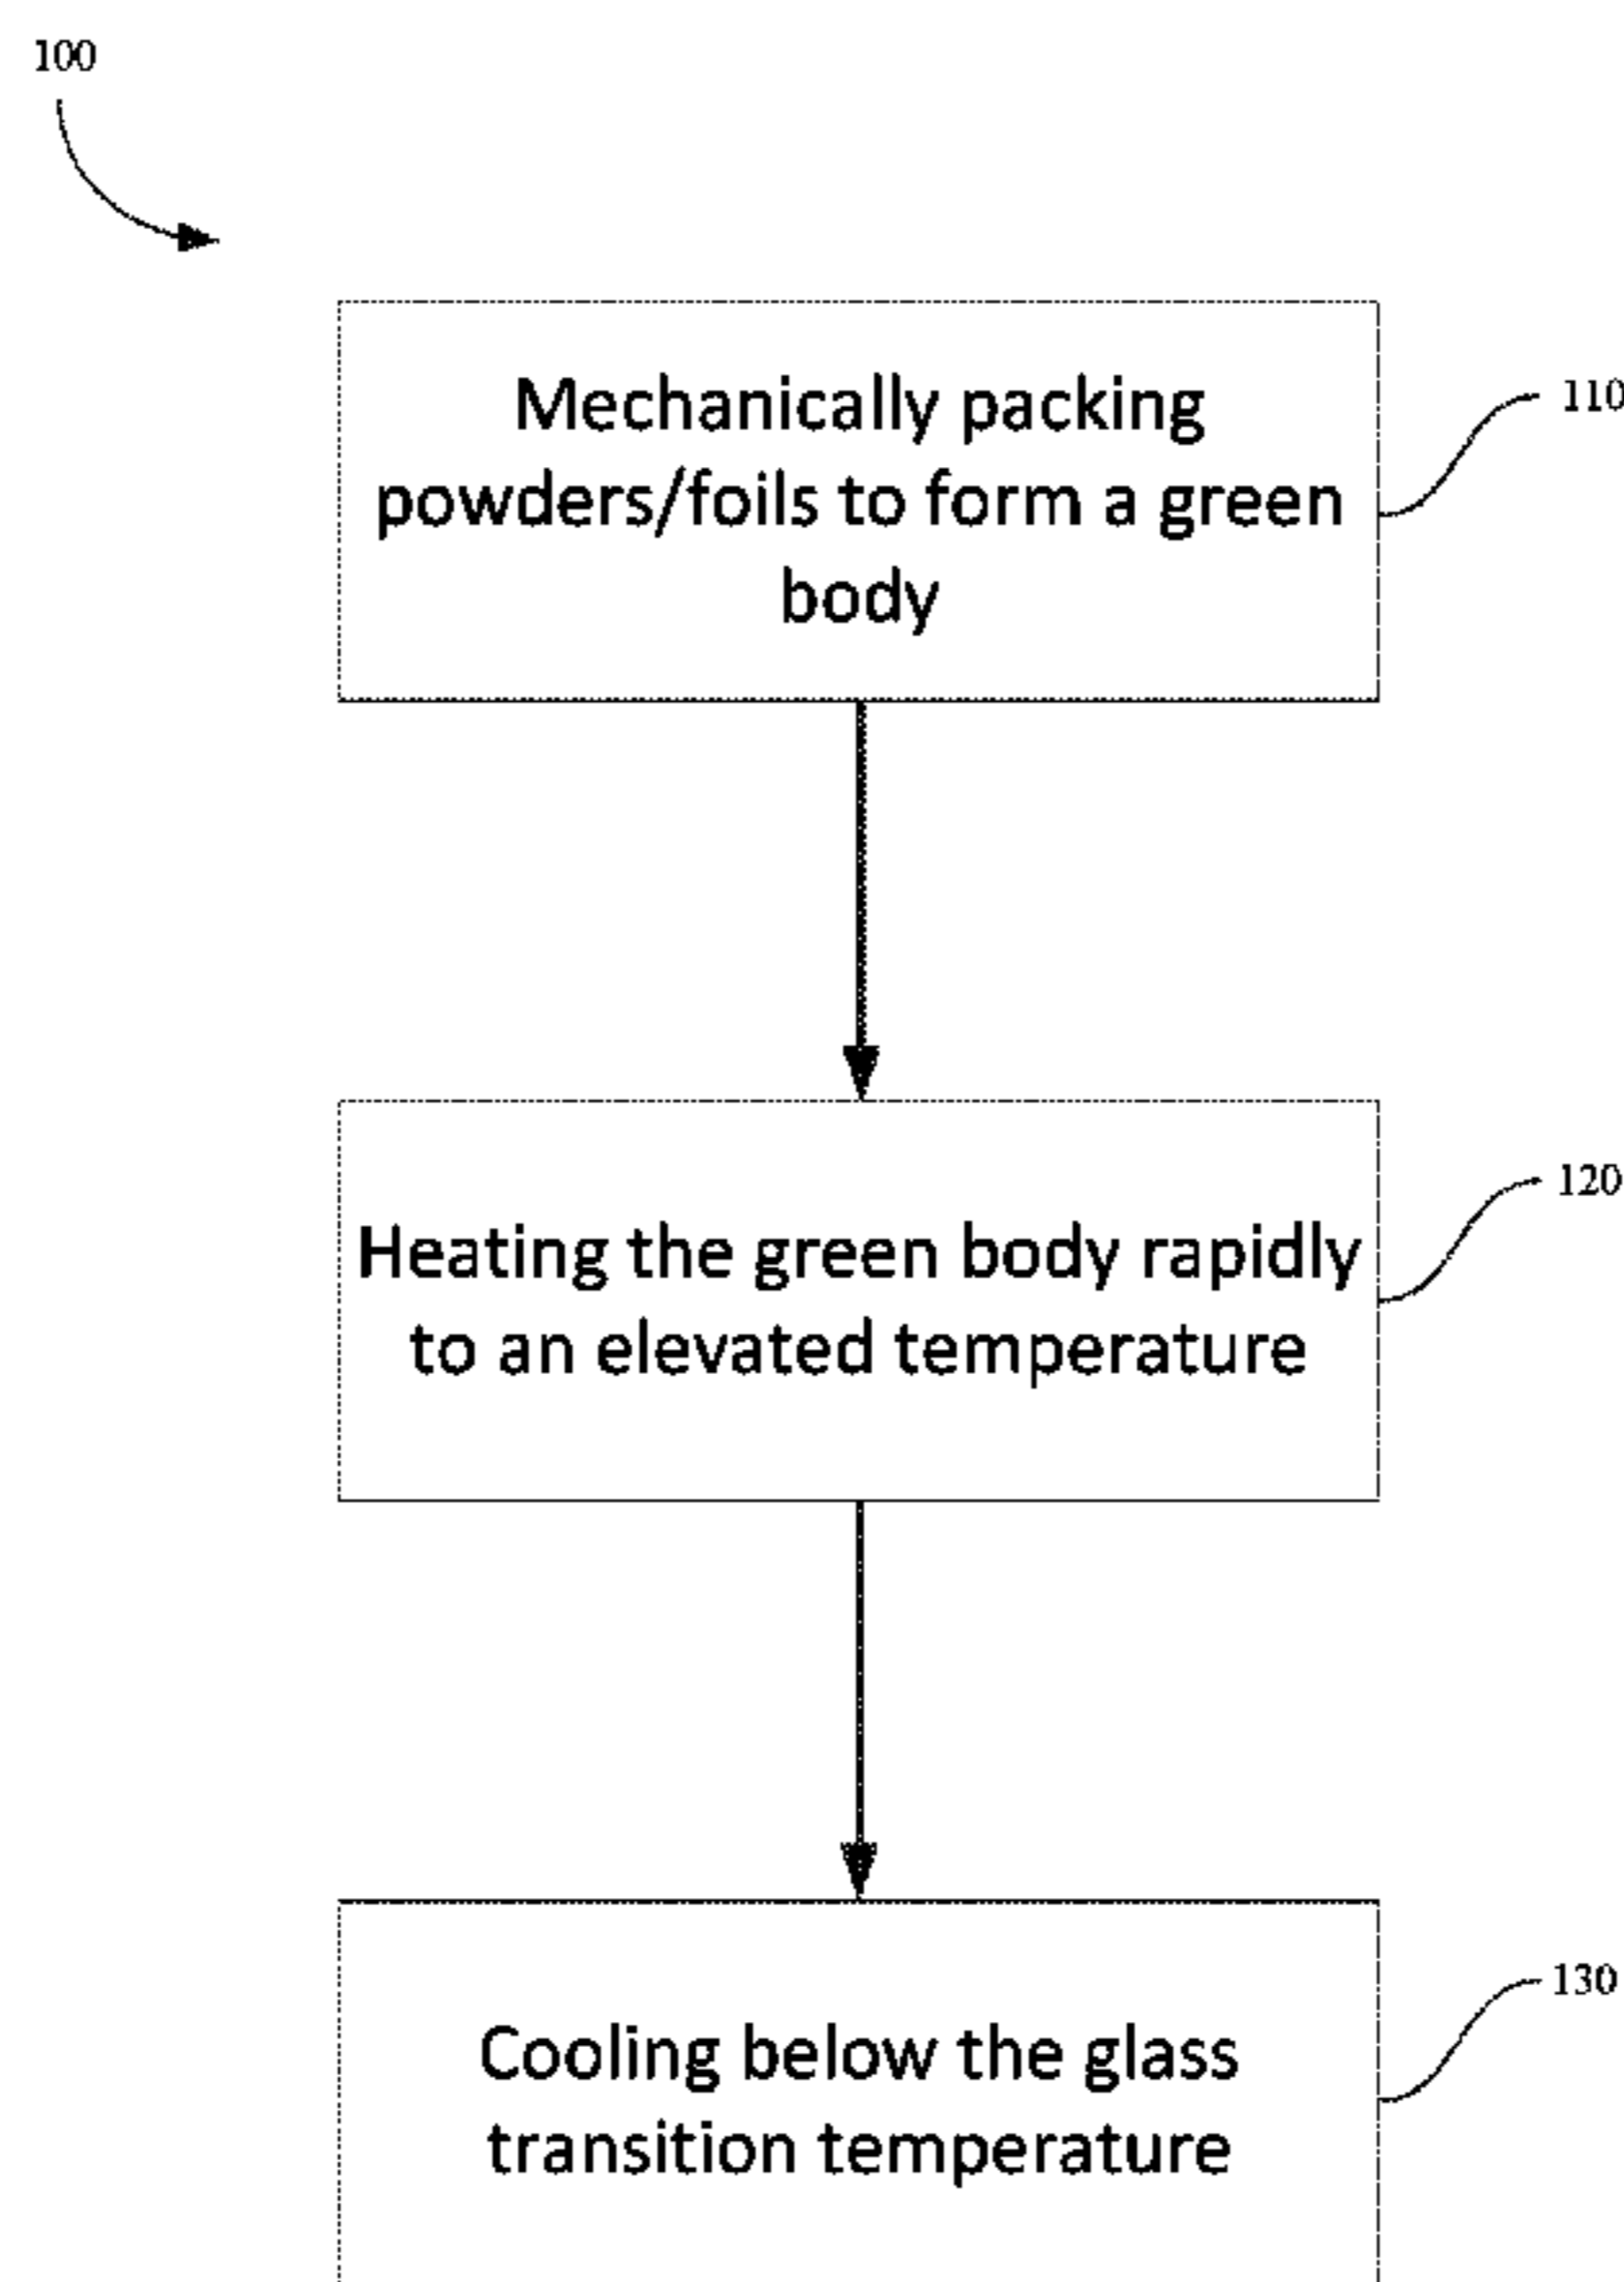 100
Mechanically packing
powders/foils to form a green
body
110
Heating the green body rapidly
to an elevated temperature
120
Cooling below the glass
transition temperature
130